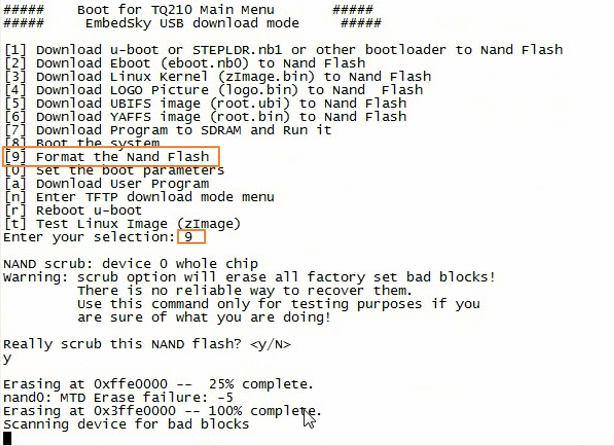 #####   Boot for TQ210 Main Menu      #####
#####    EmbedSky USB download mode     #####
[1] Download u-boot or STEPLDR.nb1 or other bootloader to Nand Flash
[2] Download Eboot (eboot.nb0) to Nand Flash
[3] Download Linux Kernel (zImage.bin) to Nand Flash
[4] Download LOGO Picture (logo.bin) to Nand  Flash
[5] Download UBIFS image (root.ubi) to Nand Flash
[6] Download YAFFS image (root.bin) to Nand Flash
[7] Download Program to SDRAM and Run it
[8] Boot the system
[9] Format the Nand Flash
[0] Set the boot parameters
[a] Download User Program
[n] Enter TFTP download mode menu
[r] Reboot u-boot
[t] Test Linux Image (zImage)
Enter your selection: 9
NAND scrub: device 0 whole chip
Warning: scrub option will erase all factory set bad blocks!
There is no reliable way to recover them.
Use this command only for testing purposes if you
are sure of what you are doing!
Really scrub this NAND flash? <y/N>
y
Erasing at 0xffe0000 --  25% complete.
nand0: MTD Erase failure: -5
Erasing at 0x3ffe0000 -- 100% complete.
Scanning device for bad blocks